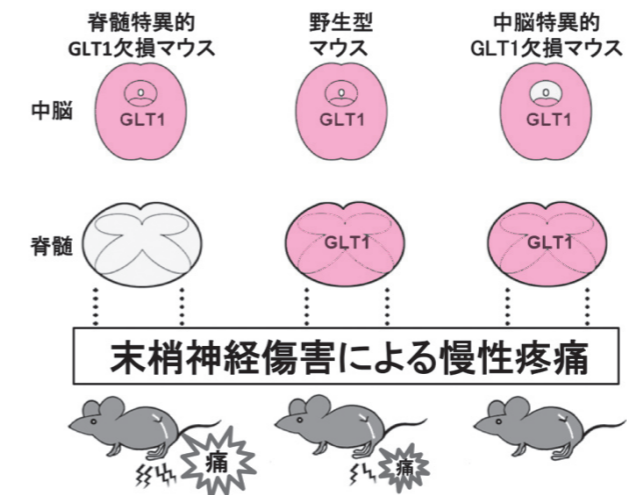 脊髄特異的
GLT1欠損マウス
野生型
マウス
中脳特異的
GLT1欠損マウス
中脳
GLT1
GLT1
GLT1
脊髄
GLT1
GLT1
末梢神経傷害による慢性疼痛
痛
痛